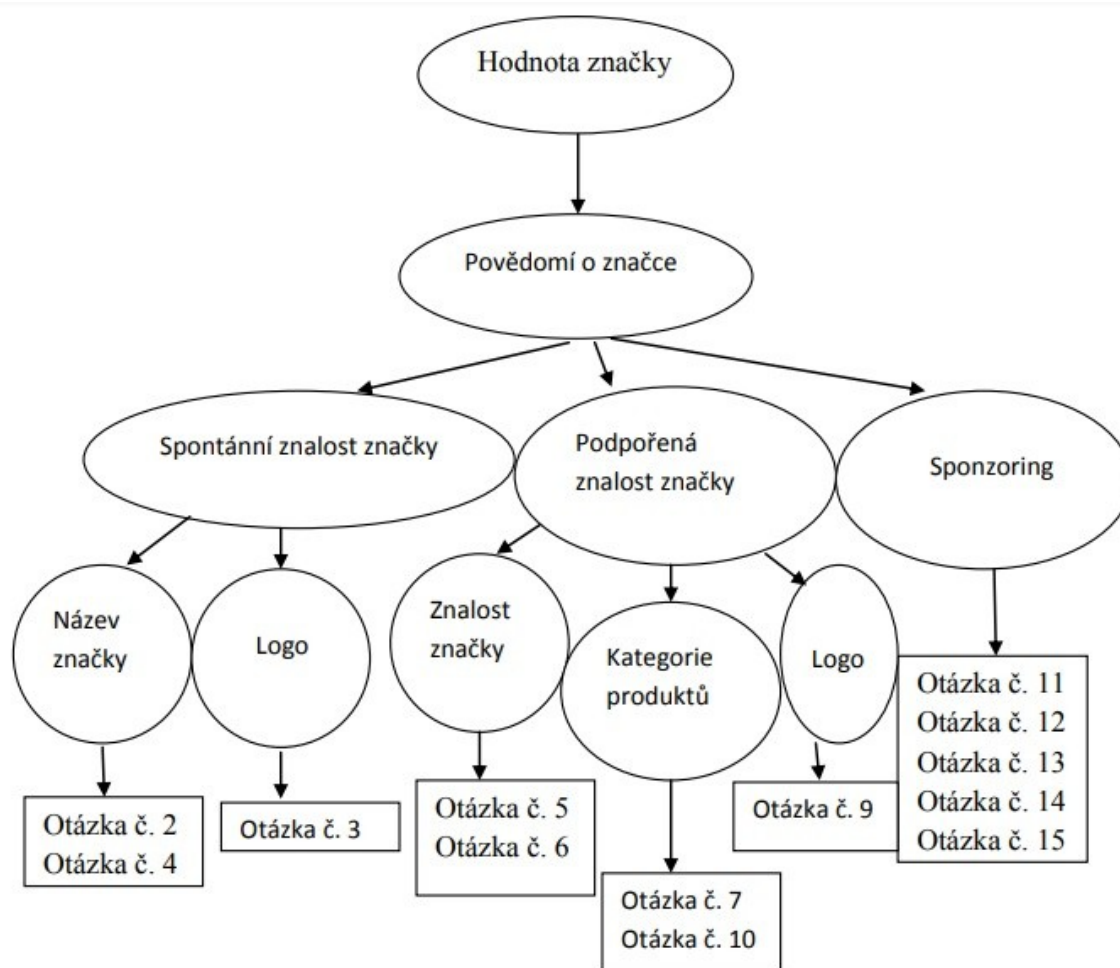 Hodnota značky
Povědomí o značce
Spontánní znalost značky
Podpořená
znalost značky
Sponzoring
Název
značky
Logo
Znalost
značky
Kategorie
produktů
Logo
Otázka č. 2
Otázka č. 4
Otázka č. 3
Otázka č. 5
Otázka č. 6
Otázka č. 7
Otázka č. 10
Otázka č. 9
Otázka č. 11
Otázka č. 12
Otázka č. 13
Otázka č. 14
Otázka č. 15